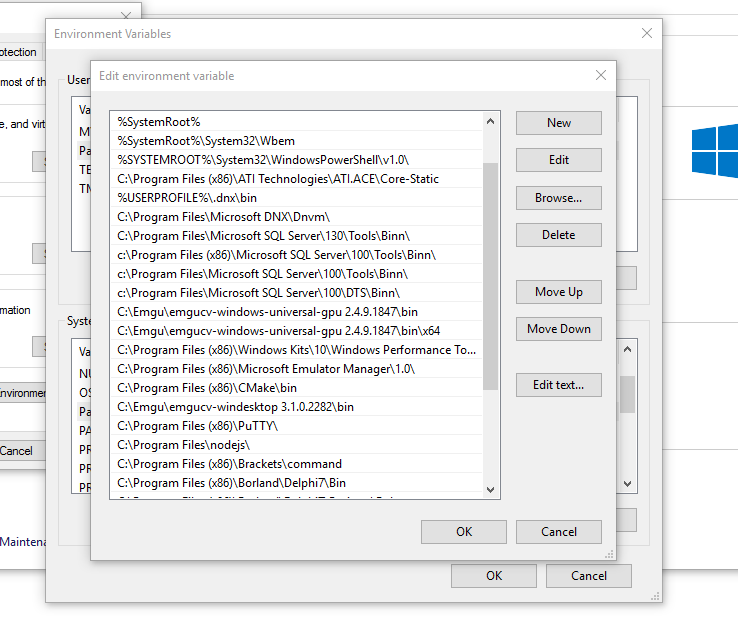 Environment Variables
Edit environment variable
otection
most of th
e, and virt
mation
nvironmer
Cancel
Maintena
User
Va
Pa
TE
TM
Syste
Va
NU
OS
Pa
PA
PR
PR
PR
%SystemRoot%
%SystemRoot%\System32\Wbem
%SYSTEMROOT%\System32\WindowsPowerShell\v1.0\
C:\Program Files (x86)\ATI Technologies\ATI.ACE\Core-Static
%USERPROFILE%\.dnx\bin
C:\Program Files\Microsoft DNX\Dnvm\
C:\Program Files\Microsoft SQL Server\130\Tools\Binn\
c:\Program Files (x86)\Microsoft SQL Server\100\Tools\Binn\
c:\Program Files\Microsoft SQL Server\100\Tools\Binn\
c:\Program Files\Microsoft SQL Server\100\DTS\Binn\
C:\Emgu\emgucv-windows-universal-gpu 2.4.9.1847\bin
C:\Emgu\emgucv-windows-universal-gpu 2.4.9.1847\bin\x64
C:\Program Files (x86)\Windows Kits\10\Windows Performance To...
C:\Program Files (x86)\Microsoft Emulator Manager\1.0\
C:\Program Files (x86)\CMake\bin
C:\Emgu\emgucv-windesktop 3.1.0.2282\bin
C:\Program Files (x86)\PuTTY\
C:\Program Files\nodejs\
C:\Program Files (x86)\Brackets\command
C:\Program Files (x86)\Borland\Delphi7\Bin
New
Edit
Browse...
Delete
Move Up
Move Down
Edit text...
OK
Cancel
OK
Cancel